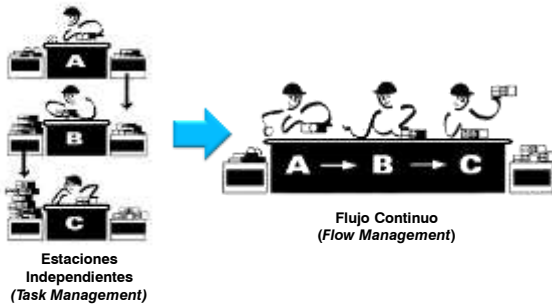 A
B
C
Estaciones
Independientes
(Task Management)
A → B → C
Flujo Continuo
(Flow Management)